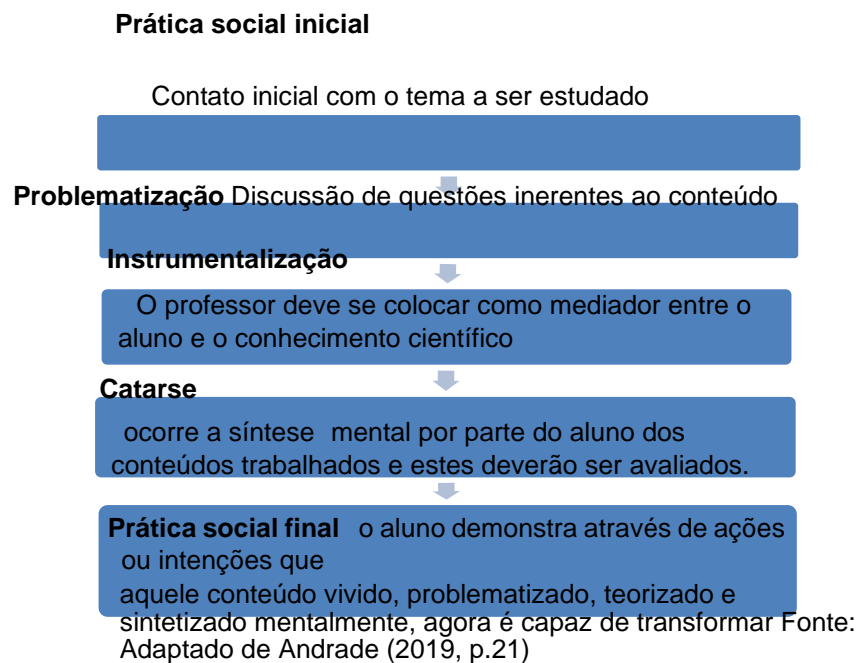 Prática social inicial
Contato inicial com o tema a ser estudado
Problematização Discussão de questões inerentes ao conteúdo
Instrumentalização
O professor deve se colocar como mediador entre o
aluno e o conhecimento científico
Catarse
ocorre a síntese mental por parte do aluno dos
conteúdos trabalhados e estes deverão ser avaliados.
Prática social final o aluno demonstra através de ações
ou intenções que
aquele conteúdo vivido, problematizado, teorizado e
sintetizado mentalmente, agora é capaz de transformar Fonte:
Adaptado de Andrade (2019, p.21)